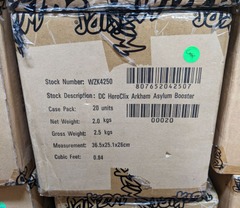 Stock Number: WZK4250
807652042507
Stock Description: DC HeroClix Arkham Asylum Booster
Case Pack: 20 units
Net Weight: 2.0 kgs
00020
Gross Weight: 2.5 kgs
Measurement: 36.5x25.1x26cm
Cubic Feet: 0.84